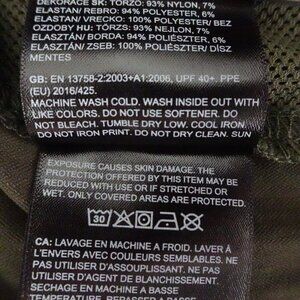 DEKORACE SK: TORZO: 93% NYLON, 7%
ELASTAN/ REBRO: 94% POLYESTER, 6%
ELASTAN/VRECKO: 100% POLYESTER/BEZ
OZDOBY HU: TÖRZS: 93% NEJLON, 7%
ELASZTÁN/ BORDA: 94% POLIÉSZTER, 6%
ELASZTÁN/ ZSEB: 100% POLIÉSZTER/DÍSZ
MENTES
GB: EN 13758-2:2003+A1:2006, UPF 40+. PPE
(EU) 2016/425.
MACHINE WASH COLD. WASH INSIDE OUT WITH
LIKE COLORS. DO NOT USE SOFTENER. DO
NOT BLEACH. TUMBLE DRY LOW. COOL IRON.
DO NOT IRON PRINT. DO NOT DRY CLEAN. SUN
EXPOSURE CAUSES SKIN DAMAGE. THE
PROTECTION OFFERED BY THIS ITEM MAY BE
REDUCED WITH USE OR IF STRETCHED OR
WET. ONLY COVERED AREAS ARE PROTECTED.
30
CA: LAVAGE EN MACHINE A FROID. LAVER A
L'ENVERS AVEC COULEURS SEMBLABLES.
NE PAS UTILISER D'ASSOUPLISSANT. NE PAS
UTILISER D'AGENT DE BLANCHISSEMENT.
SECHAGE EN MACHINE A BASSE
TEMPERATURE. REPASSER A BASSE